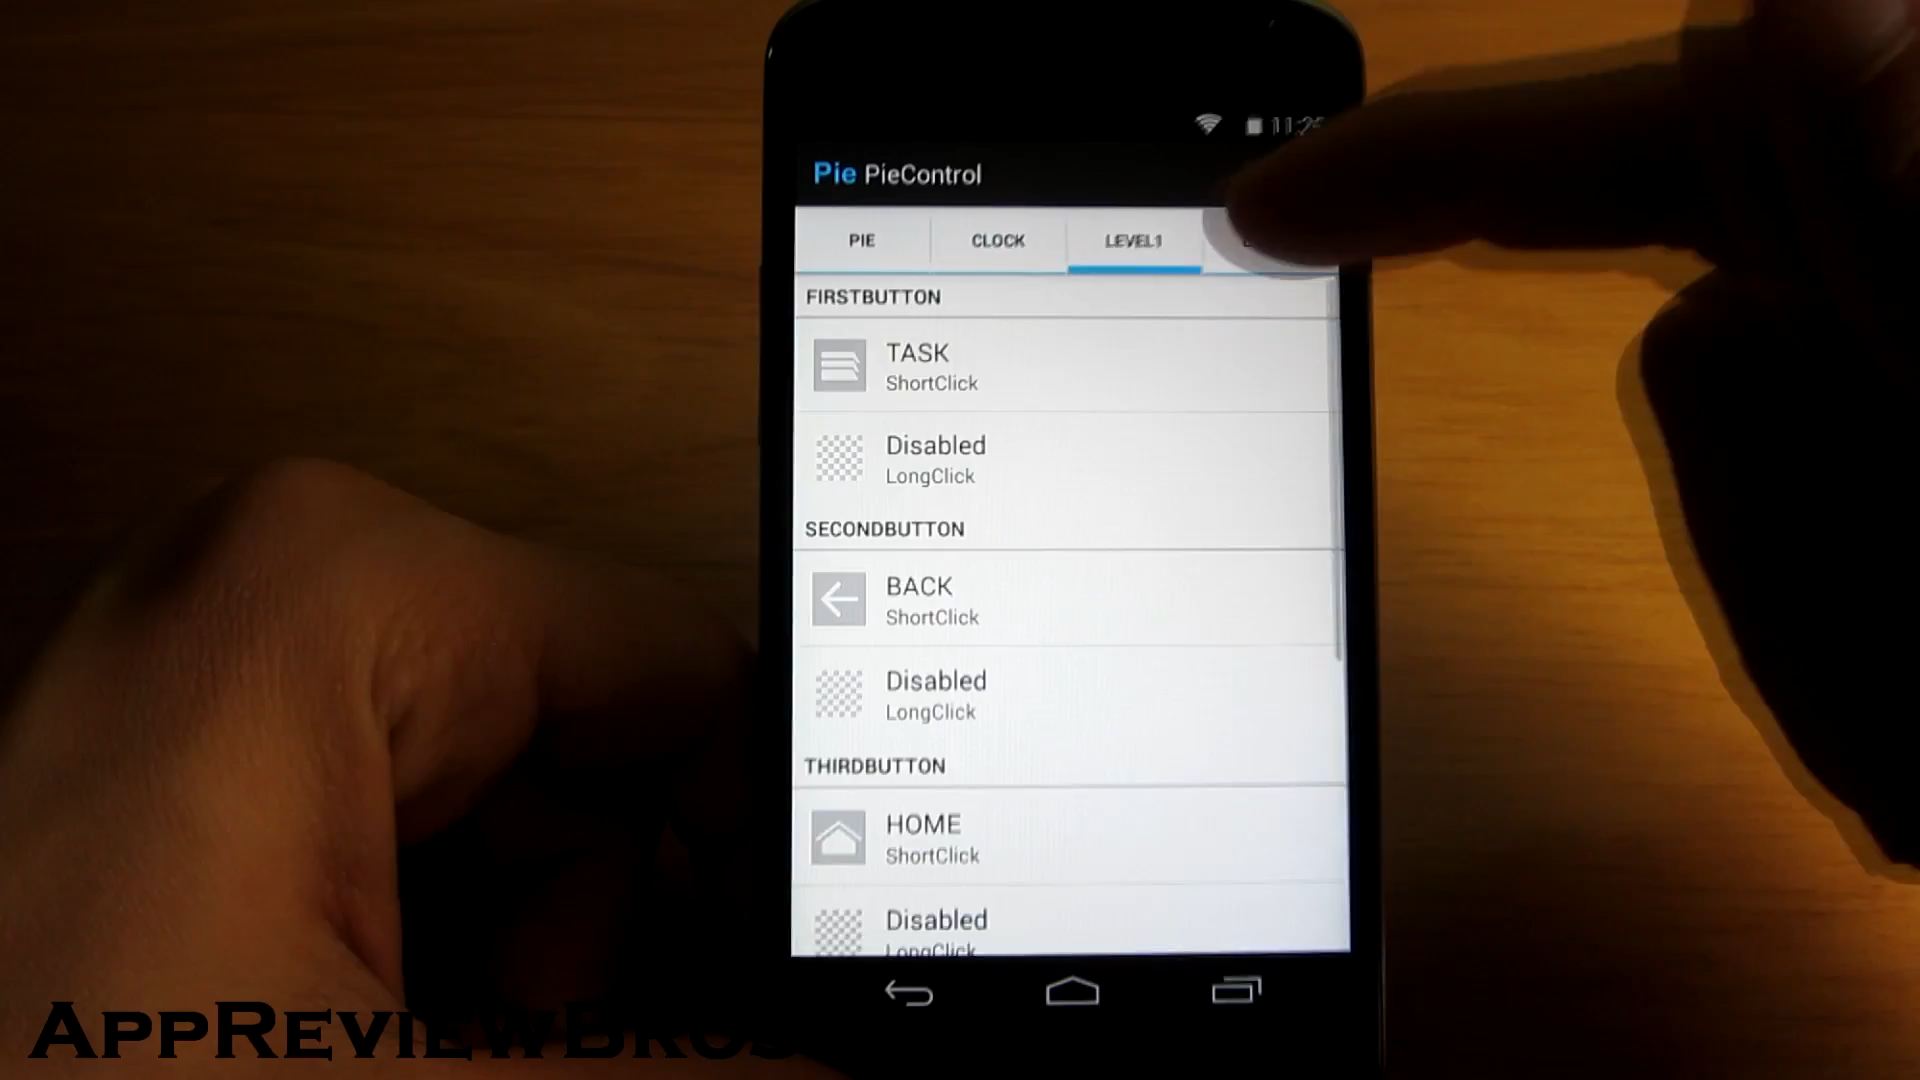 Pie PieControl
PIE CLOCK LEVEL1
FIRSTBUTTON
TASK
ShortClick
Disabled
LongClick
SECONDBUTTON
BACK
ShortClick
Disabled
LongClick
THIRDBUTTON
HOME
ShortClick
Disabled
LongClick
AppReviewBros